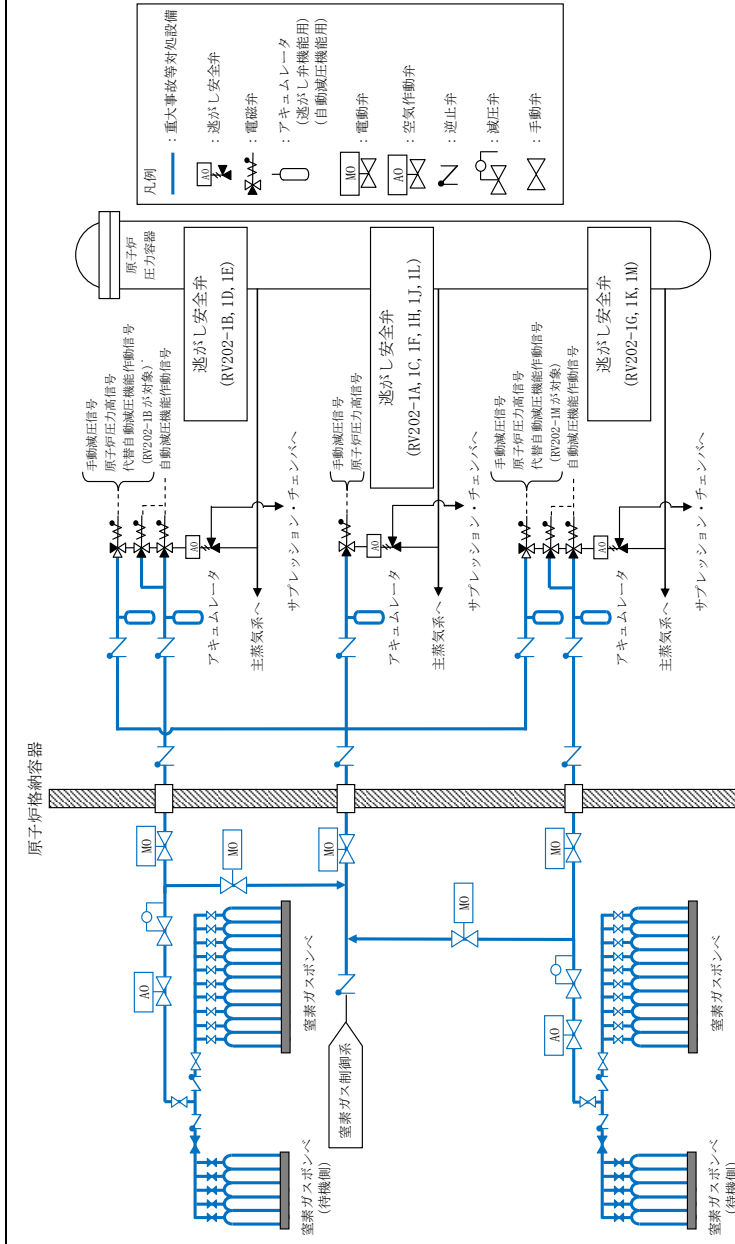 原子炉格納容器
窒素ガスボンベ
(待機側)
窒素ガスボンベ
AO
MO
MO
手動減圧信号
原子炉圧力高信号
代替自動減圧機能作動信号
(RV202-1Bが対象)
自動減圧機能作動信号
アキュムレータ
AO
主蒸気系へ
サプレッション・チェンバへ
逃がし安全弁
(RV202-1B, 1D, 1E)
原子炉
圧力容器
窒素ガス制御系
MO
手動減圧信号
原子炉圧力高信号
アキュムレータ
AO
主蒸気系へ
サプレッション・チェンバへ
逃がし安全弁
(RV202-1A, 1C, 1F, 1H, 1J, 1L)
窒素ガスボンベ
(待機側)
窒素ガスボンベ
AO
MO
MO
手動減圧信号
原子炉圧力高信号
代替自動減圧機能作動信号
(RV202-1Mが対象)
自動減圧機能作動信号
アキュムレータ
AO
主蒸気系へ
サプレッション・チェンバへ
逃がし安全弁
(RV202-1G, 1K, 1M)
凡例
：重大事故等対処設備
AO ：逃がし安全弁
：電磁弁
：アキュムレータ
(逃がし弁機能用)
(自動減圧機能用)
MO ：電動弁
AO ：空気作動弁
：逆止弁
：減圧弁
：手動弁